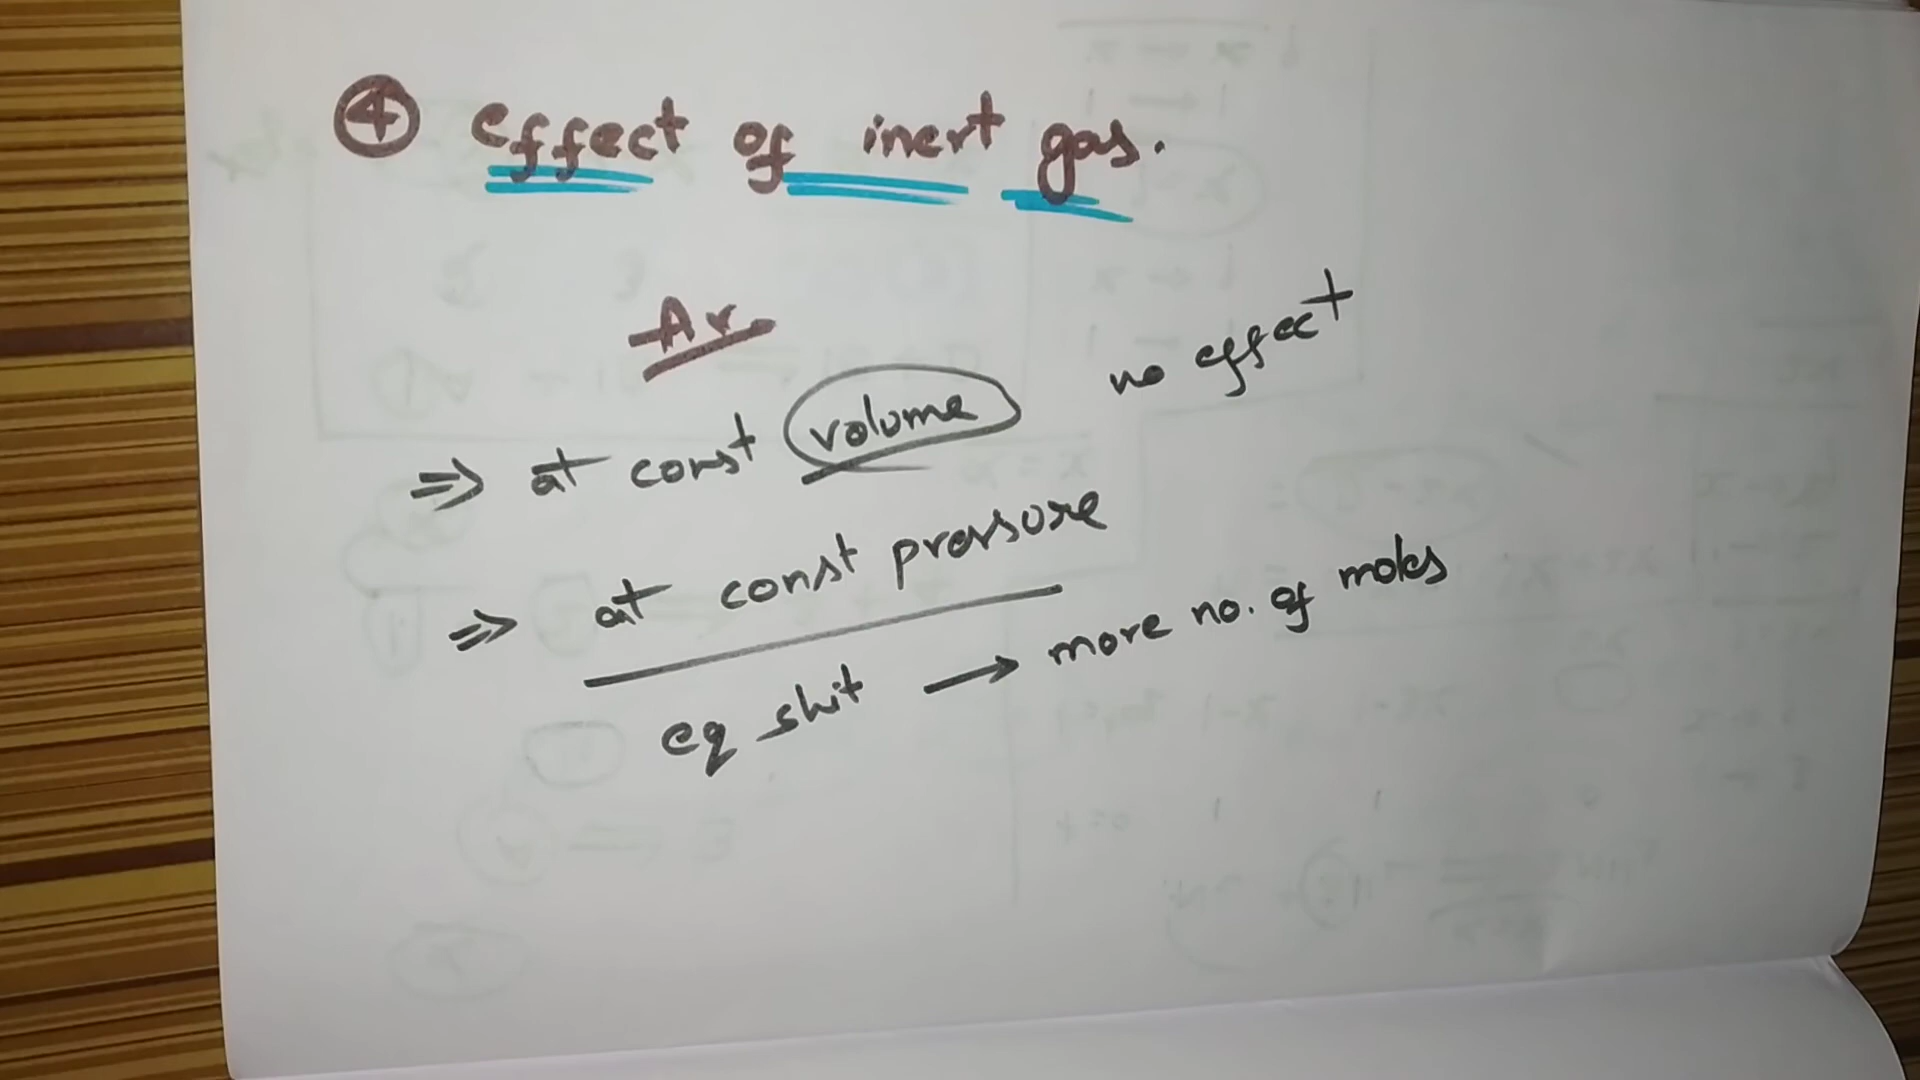 ④ effect of inert gas.
Ar
⇒ at const volume no effect
⇒ at const pressure
eq shit → more no. of moles